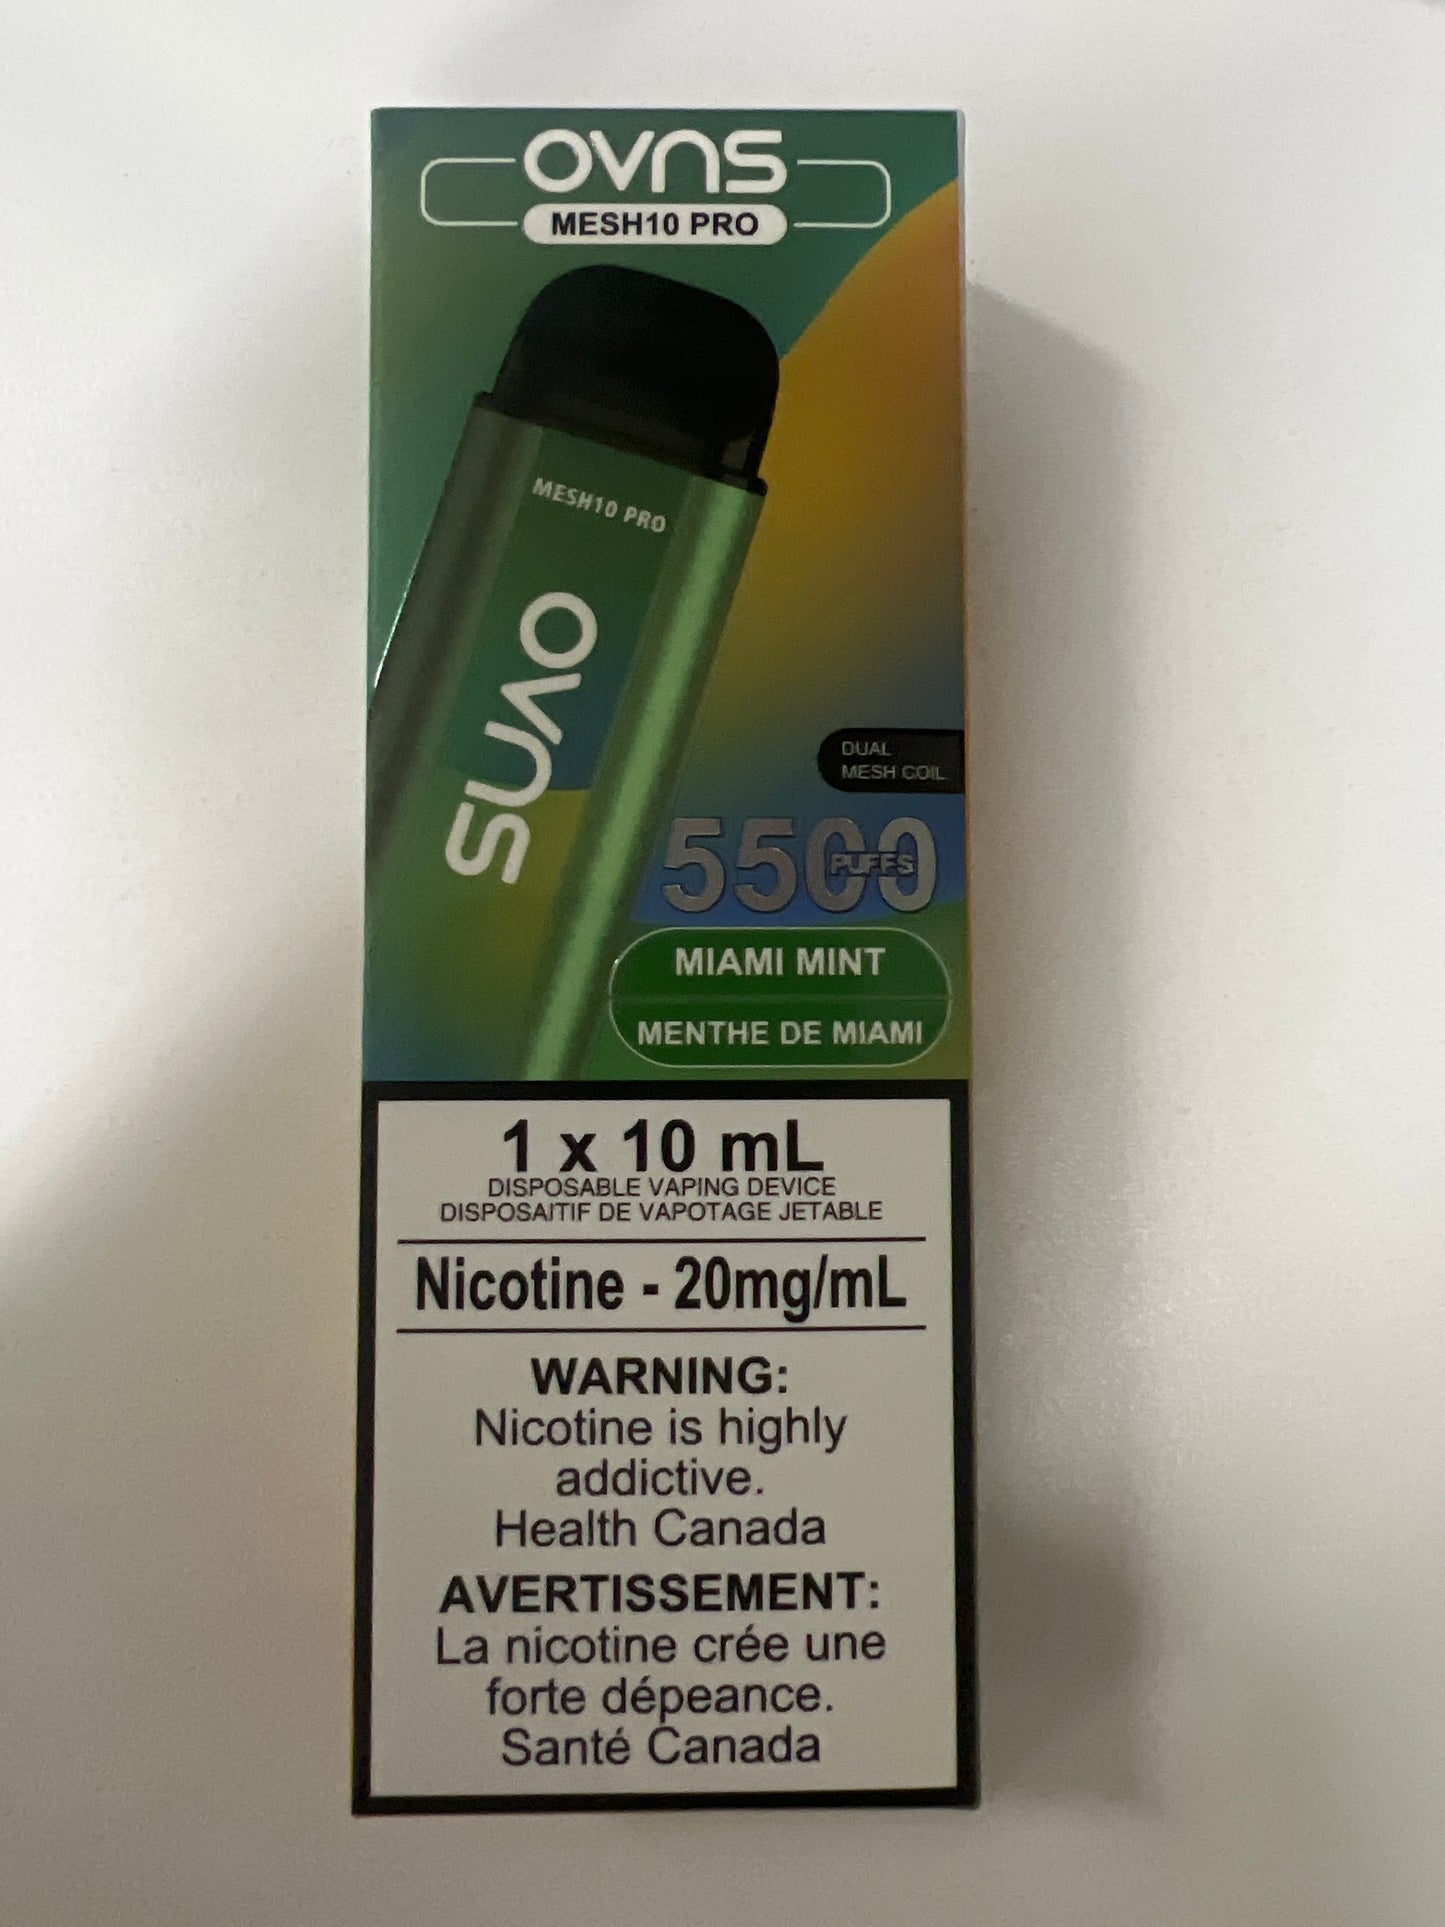 OVNS
MESH10 PRO
MESH10 PRO
OVNS
DUAL
MESH COIL
5500
PUFFS
MIAMI MINT
MENTHE DE MIAMI
1 x 10 mL
DISPOSABLE VAPING DEVICE
DISPOSAITIF DE VAPOTAGE JETABLE
Nicotine - 20mg/mL
WARNING:
Nicotine is highly
addictive.
Health Canada
AVERTISSEMENT:
La nicotine crée une
forte dépeance.
Santé Canada